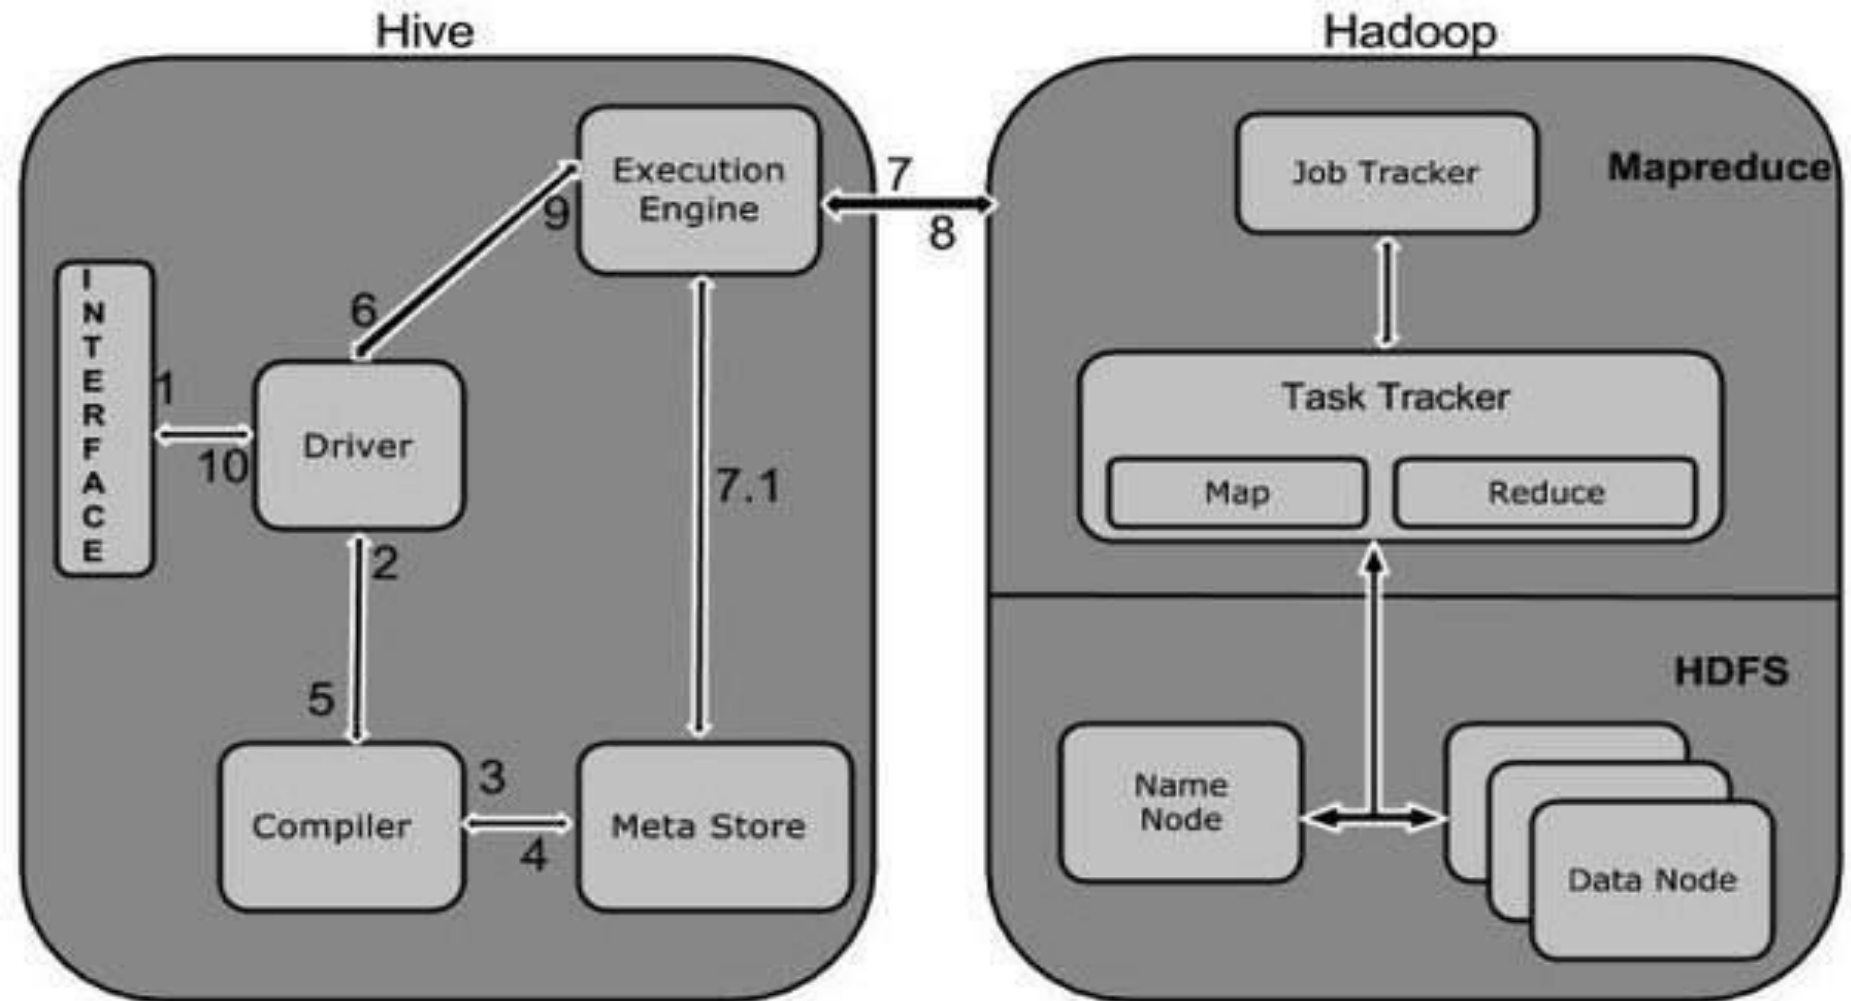 Hive
Hadoop
Execution
Engine
7
8
9
6
Job Tracker
Mapreduce
INTERFACE
1
10
Driver
2
5
7.1
Task Tracker
Map
Reduce
HDFS
Compiler
3
4
Meta Store
Name
Node
Data Node